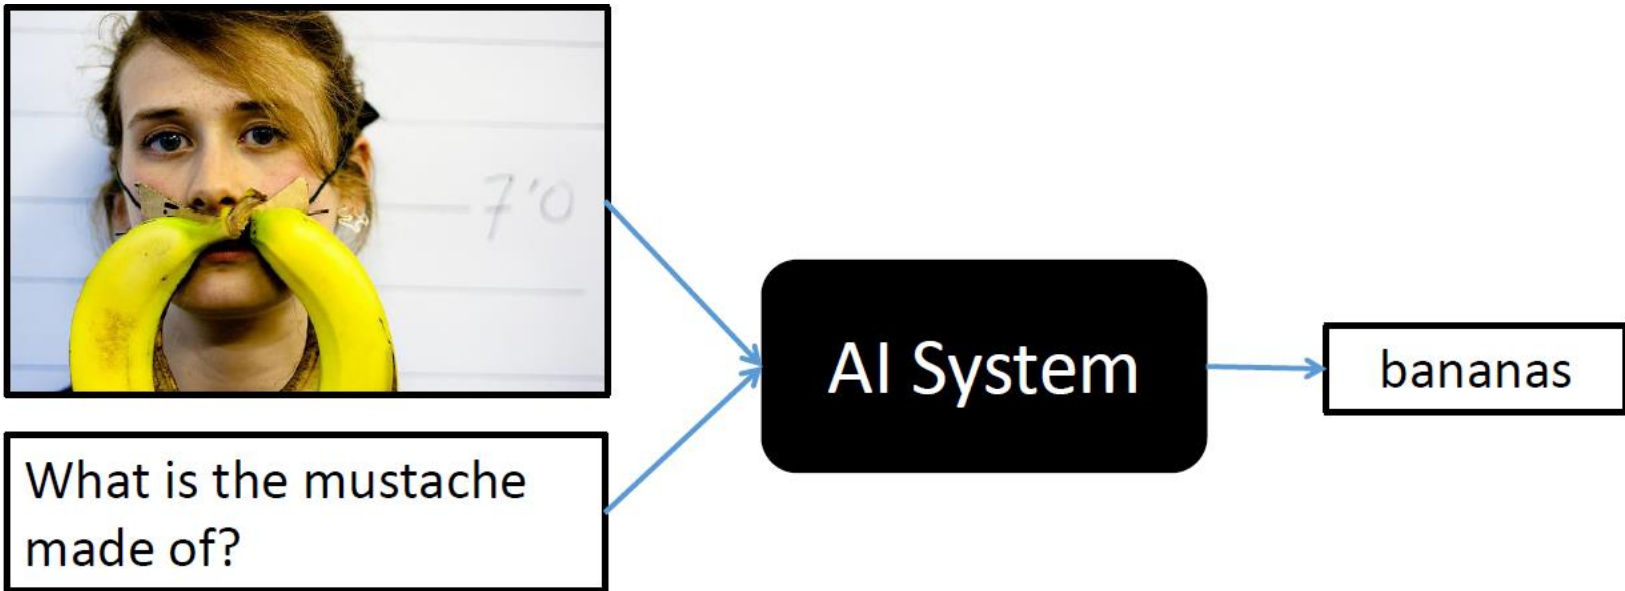 7'0
What is the mustache
made of?
AI System
bananas